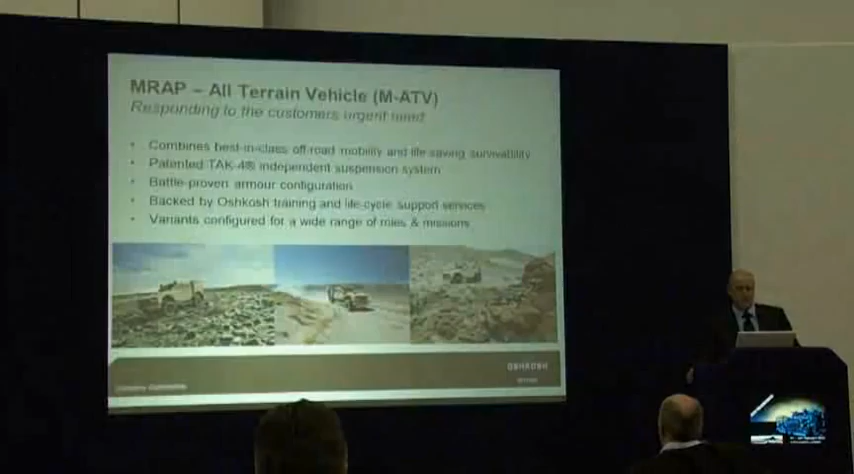 MRAP – All Terrain Vehicle (M-ATV)
Responding to the customers urgent need
• Combines best-in-class off-road mobility and life-saving survivability
• Patented TAK-4® independent suspension system
• Battle-proven armour configuration
• Backed by Oshkosh training and life-cycle support services
• Variants configured for a wide range of roles & missions
OSHKOSH